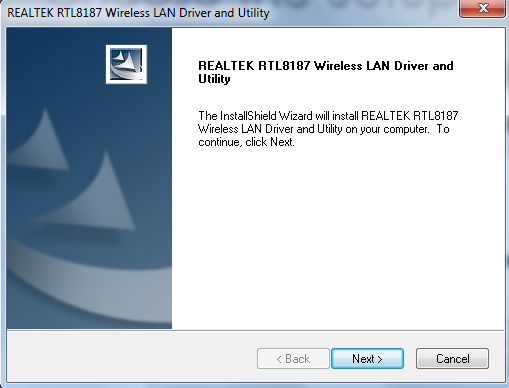 REALTEK RTL8187 Wireless LAN Driver and Utility
REALTEK RTL8187 Wireless LAN Driver and
Utility
The InstallShield Wizard will install REALTEK RTL8187
Wireless LAN Driver and Utility on your computer.  To
continue, click Next.
< Back
Next >
Cancel